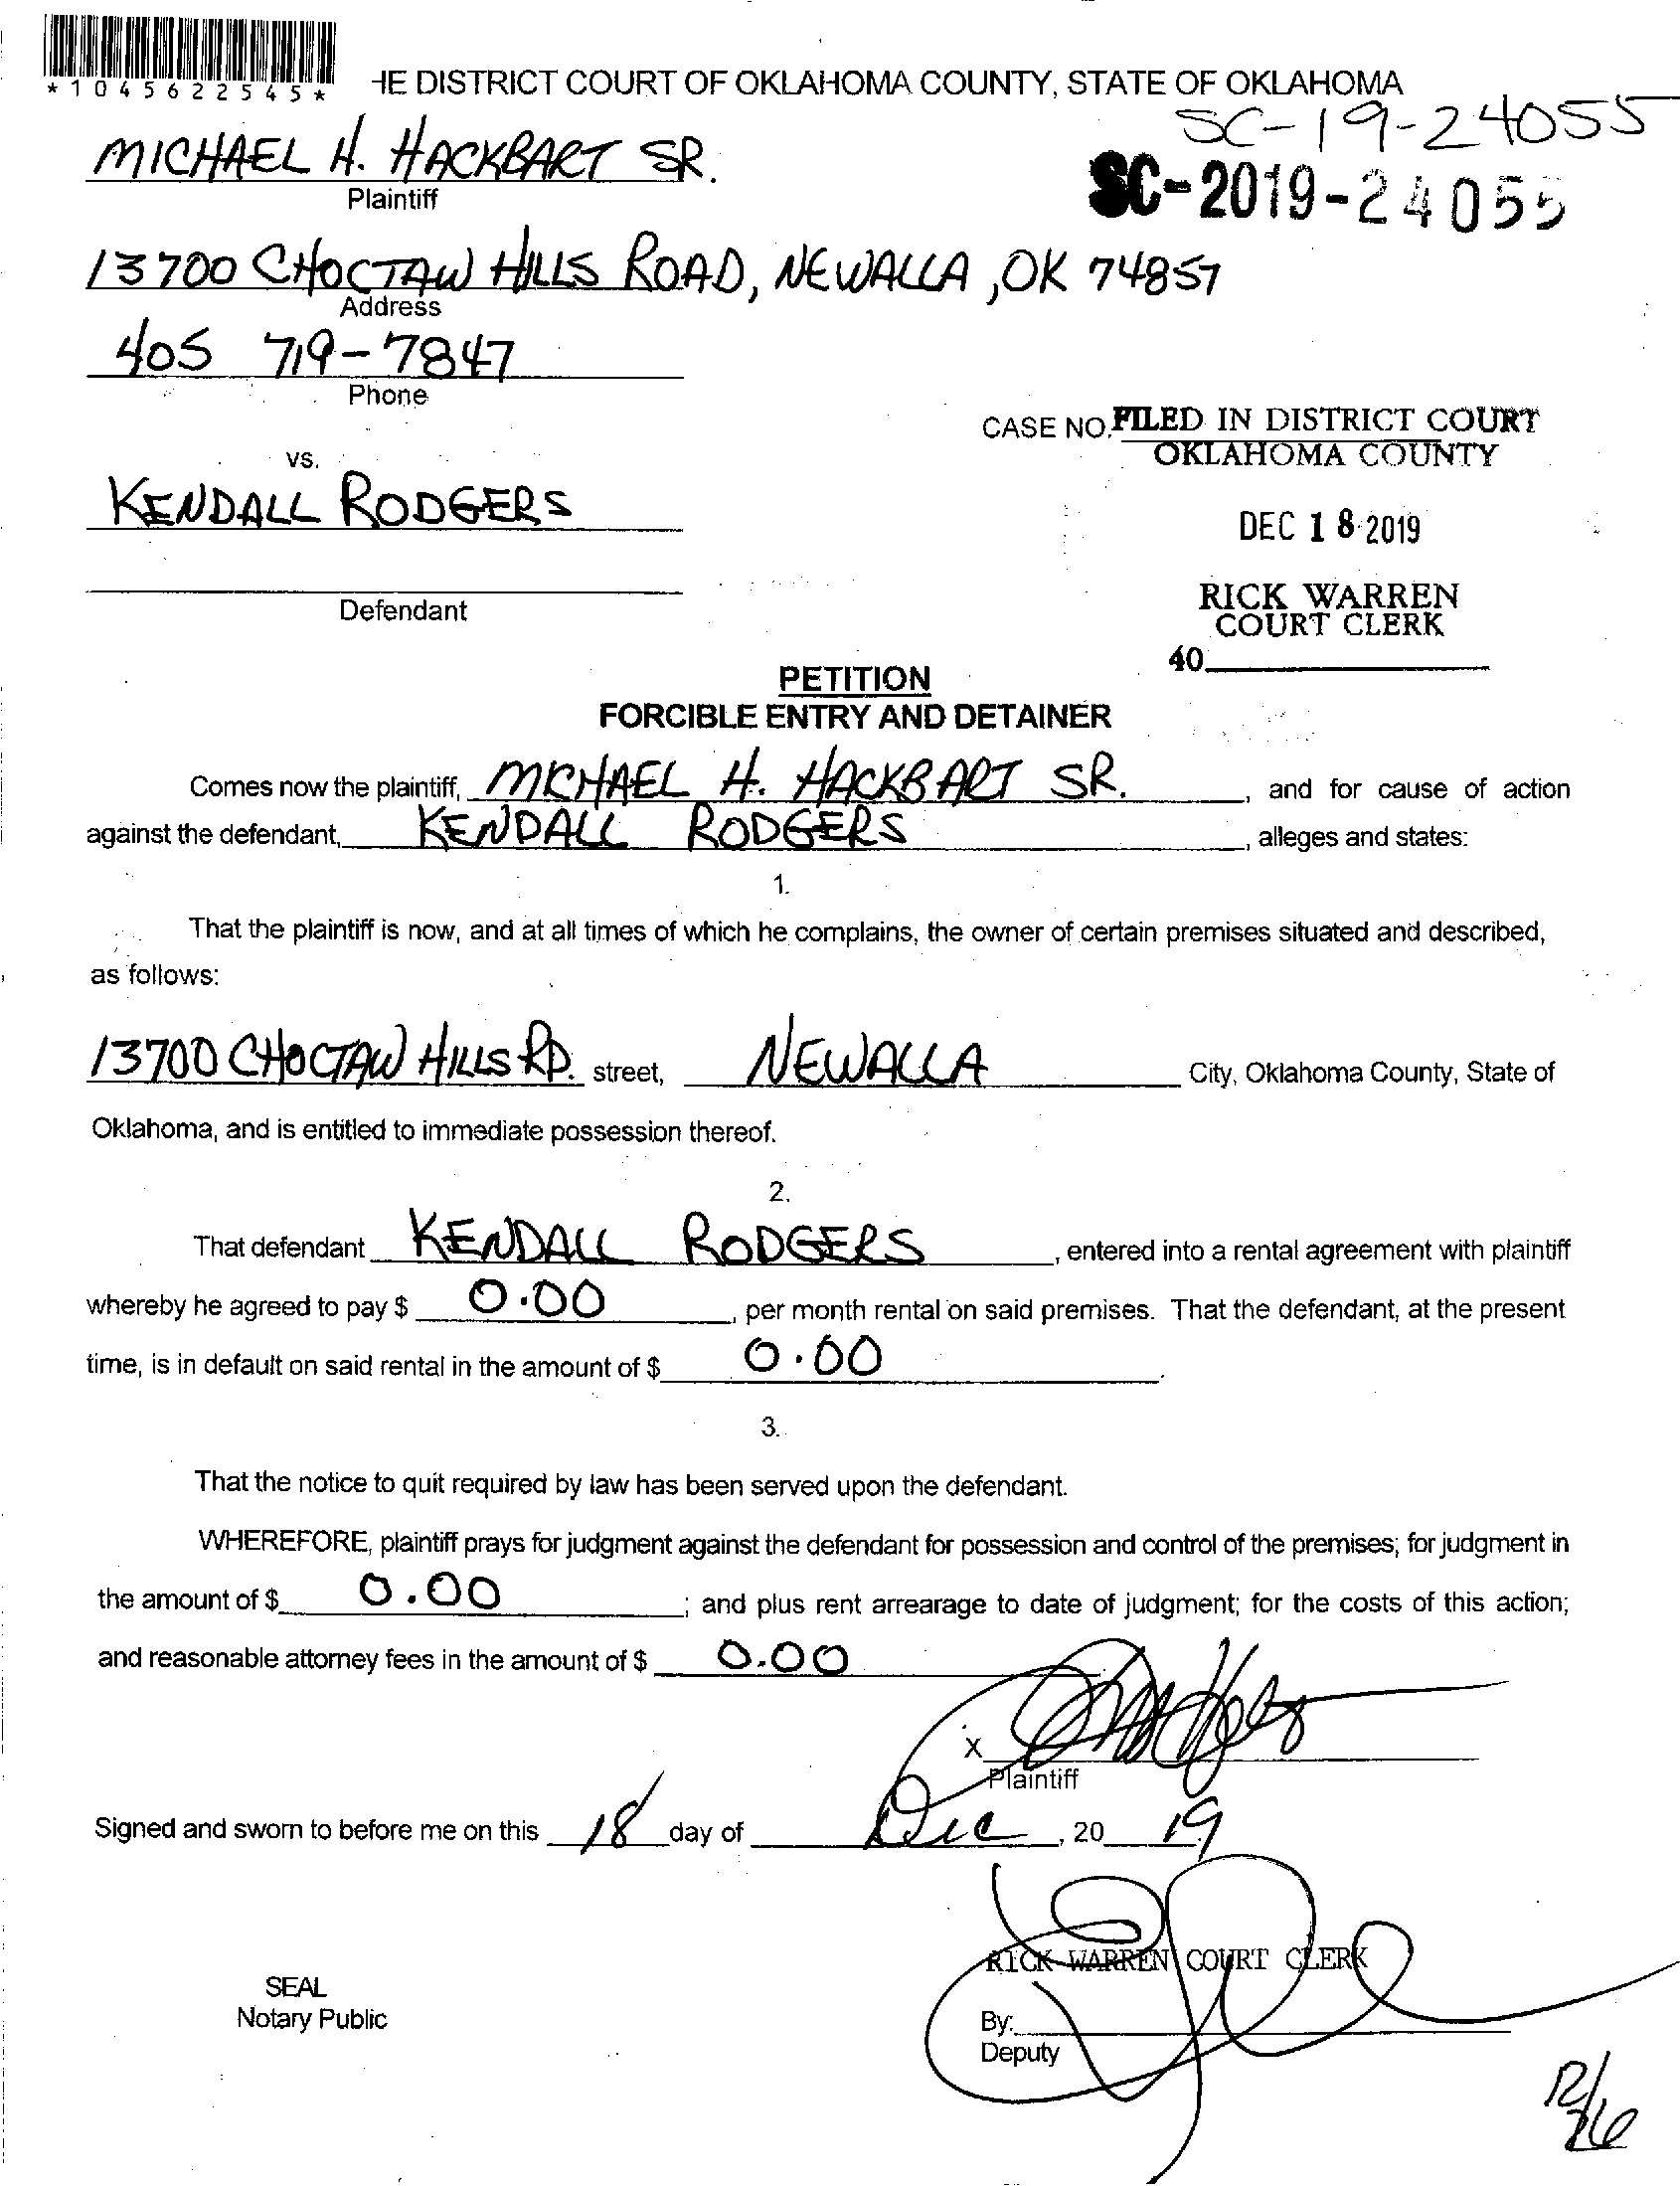 *1045622545*
HE DISTRICT COURT OF OKLAHOMA COUNTY, STATE OF OKLAHOMA
SC-19-24055
MICHAEL H. HACKBART SR.
Plaintiff
SC-2019-24055
13700 CHOCTAW HILLS ROAD, NEWALLA, OK 74857
Address
405 719-7847
Phone
CASE NO. FILED IN DISTRICT COURT
OKLAHOMA COUNTY
vs.
KENDALL RODGERS
DEC 18 2019
Defendant
RICK WARREN
COURT CLERK
40
PETITION
FORCIBLE ENTRY AND DETAINER
Comes now the plaintiff, MICHAEL H. HACKBART SR., and for cause of action
against the defendant, KENDALL RODGERS, alleges and states:
1.
That the plaintiff is now, and at all times of which he complains, the owner of certain premises situated and described,
as follows:
13700 CHOCTAW HILLS RD. street, NEWALLA City, Oklahoma County, State of
Oklahoma, and is entitled to immediate possession thereof.
2.
That defendant KENDALL RODGERS, entered into a rental agreement with plaintiff
whereby he agreed to pay $ 0.00, per month rental on said premises. That the defendant, at the present
time, is in default on said rental in the amount of $ 0.00.
3.
That the notice to quit required by law has been served upon the defendant.
WHEREFORE, plaintiff prays for judgment against the defendant for possession and control of the premises; for judgment in
the amount of $ 0.00; and plus rent arrearage to date of judgment; for the costs of this action;
and reasonable attorney fees in the amount of $ 0.00
X
Plaintiff
Signed and sworn to before me on this 18 day of Dec, 20 19
RICK WARREN COURT CLERK
SEAL
Notary Public
By:
Deputy
12/26